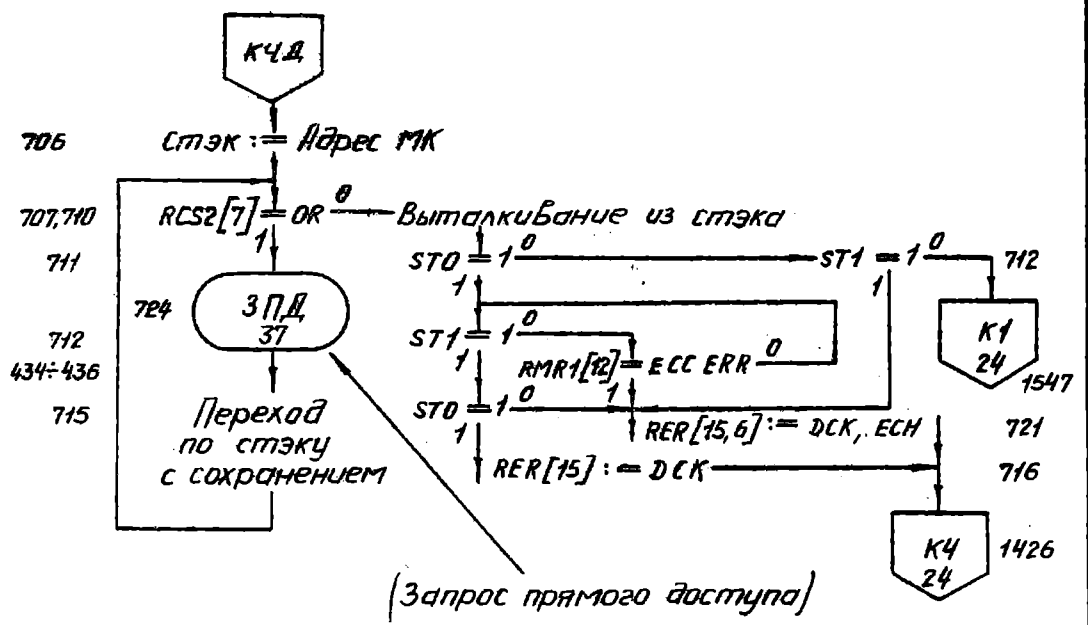 КЧД
706 Стэк := Адрес МК
707,710 RCS2[7] = OR 0 Выталкивание из стэка
1
711 ST0 = 1 0 ST1 = 1 0 712
1 1
724 ЗПД
37
712 ST1 = 1 0 К1
24
1
434÷436 RMR1[12] = ECC ERR 0 1547
1
715 Переход ST0 = 1 0
1
по стэку RER[15,6] := DCK, ECH 721
с сохранением RER[15] := DCK 716
К4 1426
24
(Запрос прямого доступа)